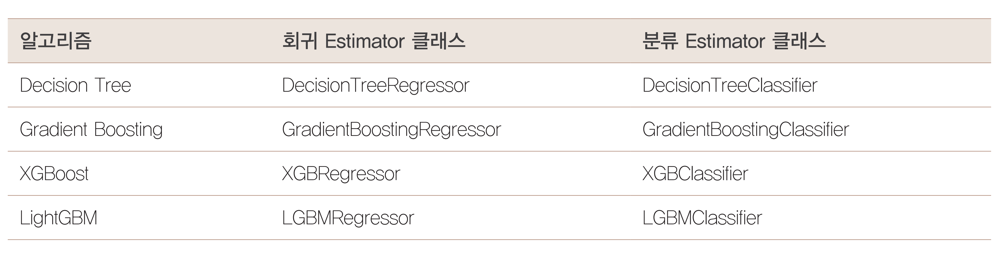 알고리즘 회귀 Estimator 클래스 분류 Estimator 클래스
Decision Tree DecisionTreeRegressor DecisionTreeClassifier
Gradient Boosting GradientBoostingRegressor GradientBoostingClassifier
XGBoost XGBRegressor XGBClassifier
LightGBM LGBMRegressor LGBMClassifier